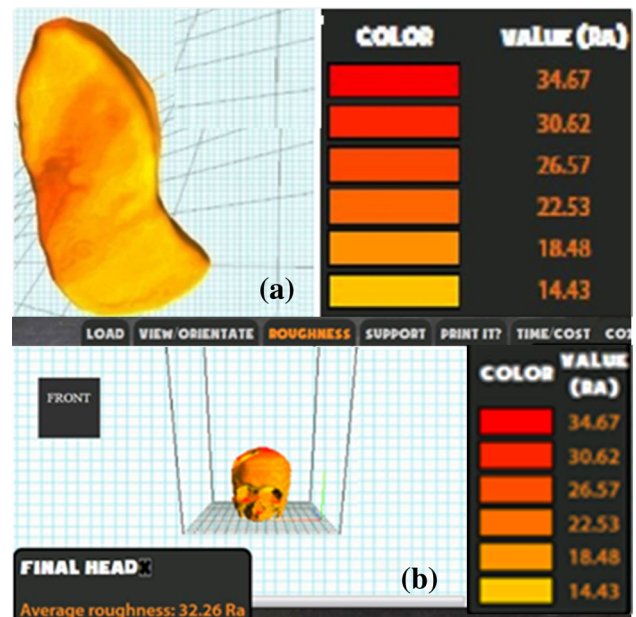 COLOR VALUE (RA)
34.67
30.62
26.57
22.53
18.48
14.43
(a)
LOAD VIEW/ORIENTATE ROUGHNESS SUPPORT PRINT IT? TIME/COST
FRONT
COLOR VALUE
(RA)
34.67
30.62
26.57
22.53
18.48
14.43
FINAL HEAD X
Average roughness: 32.26 Ra
(b)